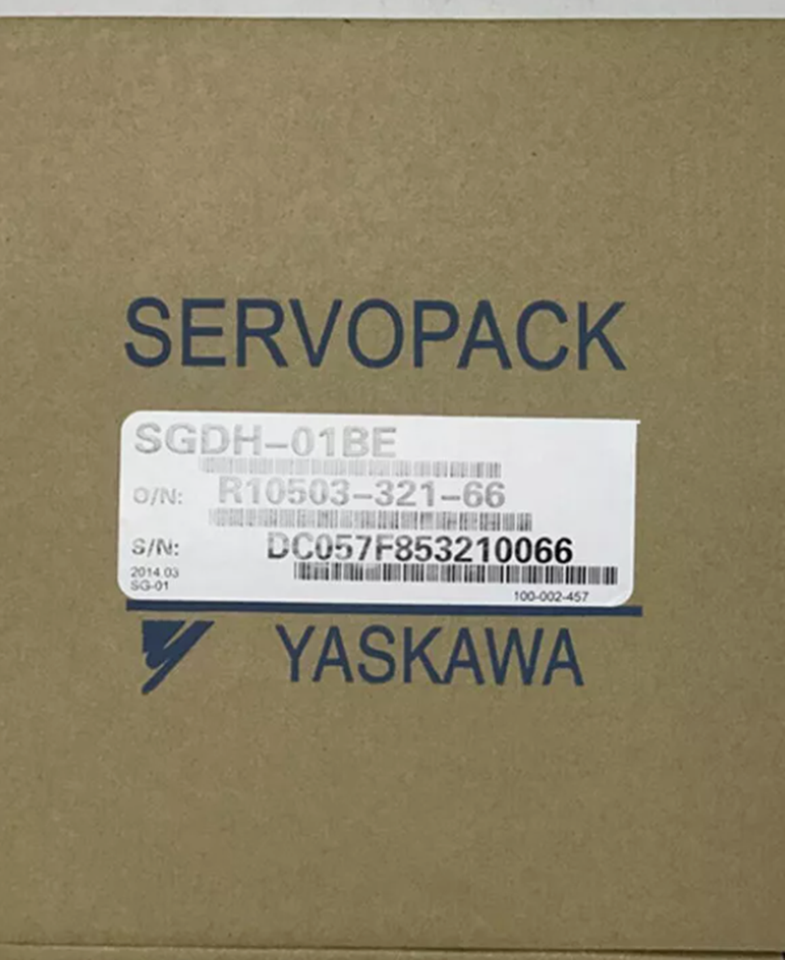 SERVOPACK
SGDH-01BE
O/N: R10503-321-66
S/N: DC057F853210066
2014.03
SG-01
100-002-457
YASKAWA